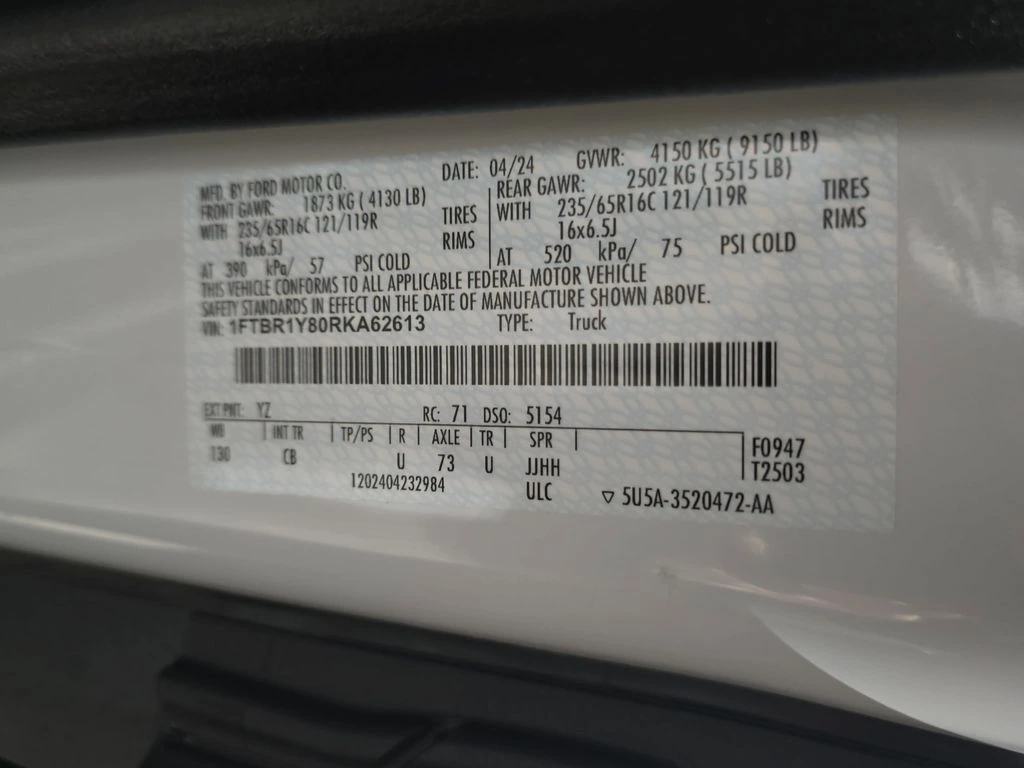 MFD. BY FORD MOTOR CO. DATE: 04/24 GVWR: 4150 KG ( 9150 LB)
FRONT GAWR: 1873 KG ( 4130 LB) REAR GAWR: 2502 KG ( 5515 LB)
WITH 235/65R16C 121/119R TIRES WITH 235/65R16C 121/119R TIRES
16x6.5J RIMS 16x6.5J RIMS
AT 390 kPa/ 57 PSI COLD AT 520 kPa/ 75 PSI COLD
THIS VEHICLE CONFORMS TO ALL APPLICABLE FEDERAL MOTOR VEHICLE
SAFETY STANDARDS IN EFFECT ON THE DATE OF MANUFACTURE SHOWN ABOVE.
VIN: 1FTBR1Y80RKA62613 TYPE: Truck
EXT PNT: YZ RC: 71 DSO: 5154
WB INT TR TP/PS R AXLE TR SPR F0947
130 CB U 73 U JJHH T2503
1202404232984 ULC ▽ 5U5A-3520472-AA